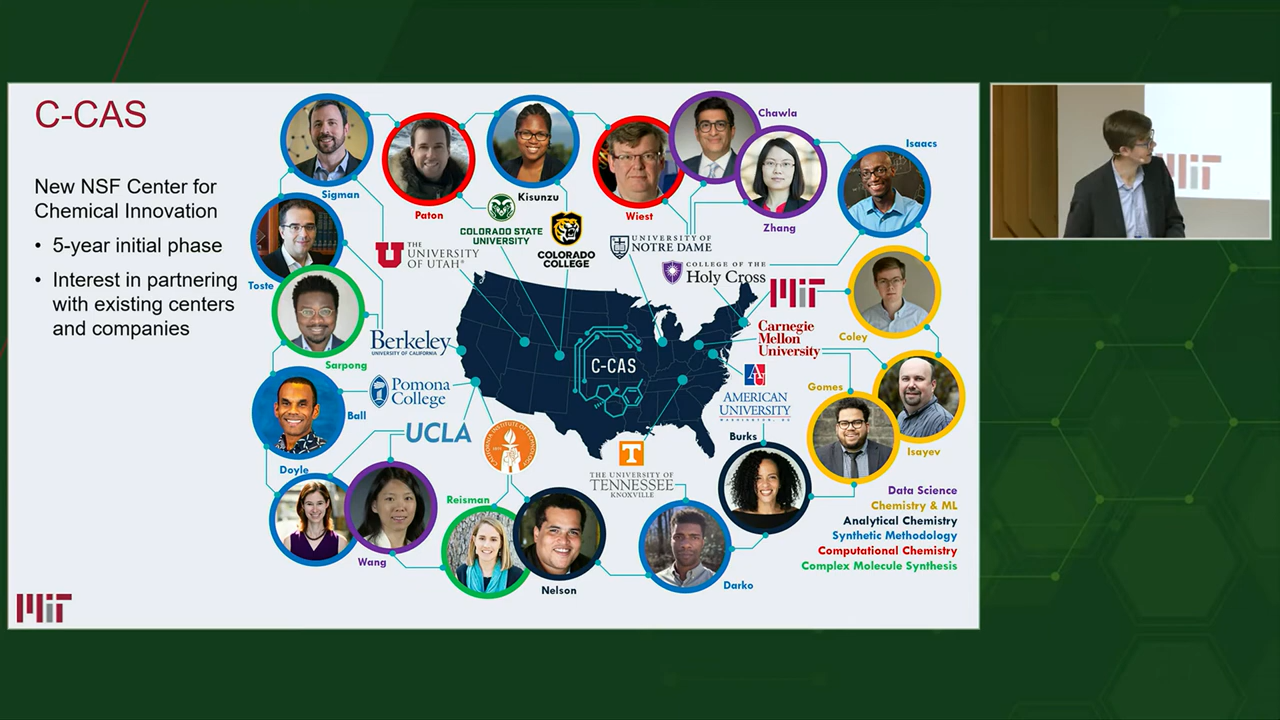 C-CAS
New NSF Center for
Chemical Innovation
• 5-year initial phase
• Interest in partnering
with existing centers
and companies
Sigman
Paton
Kisunzu
Wiest
Chawla
Zhang
Isaacs
Toste
Sarpong
Ball
Doyle
Wang
Reisman
Nelson
Darko
Burks
Gomes
Isayev
Coley
U
THE
UNIVERSITY
OF UTAH
COLORADO STATE
UNIVERSITY
COLORADO
COLLEGE
UNIVERSITY OF
NOTRE DAME
COLLEGE OF THE
Holy Cross
MIT
Carnegie
Mellon
University
Berkeley
UNIVERSITY OF CALIFORNIA
Pomona
College
UCLA
C-CAS
AU
AMERICAN
UNIVERSITY
WASHINGTON, DC
T
THE UNIVERSITY OF
TENNESSEE
KNOXVILLE
Data Science
Chemistry & ML
Analytical Chemistry
Synthetic Methodology
Computational Chemistry
Complex Molecule Synthesis
MIT
MIT